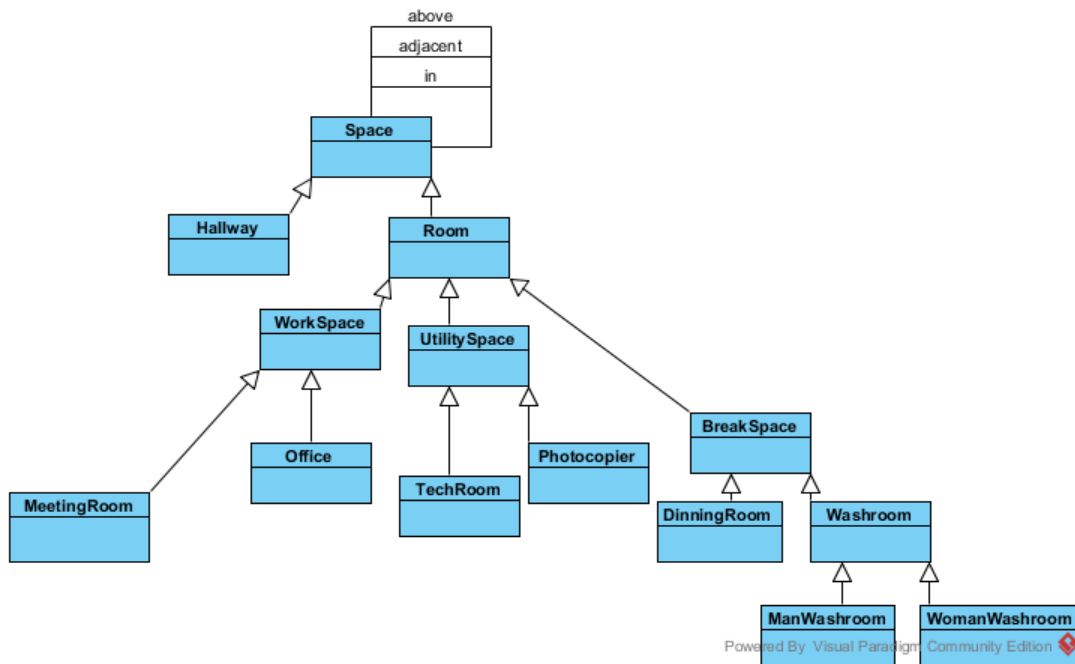 above
adjacent
in
Space
Hallway
Room
WorkSpace
UtilitySpace
BreakSpace
Office
Photocopier
TechRoom
MeetingRoom
DinningRoom
Washroom
ManWashroom
WomanWashroom
Powered By Visual Paradigm Community Edition